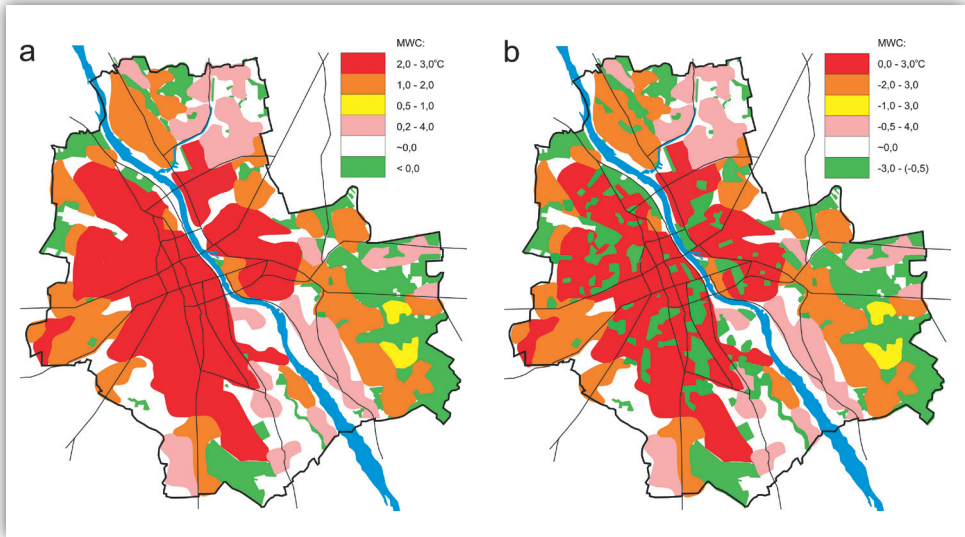 a
MWC:
2,0 - 3,0°C
1,0 - 2,0
0,5 - 1,0
0,2 - 4,0
~0,0
< 0,0
b
MWC:
0,0 - 3,0°C
-2,0 - 3,0
-1,0 - 3,0
-0,5 - 4,0
~0,0
-3,0 - (-0,5)